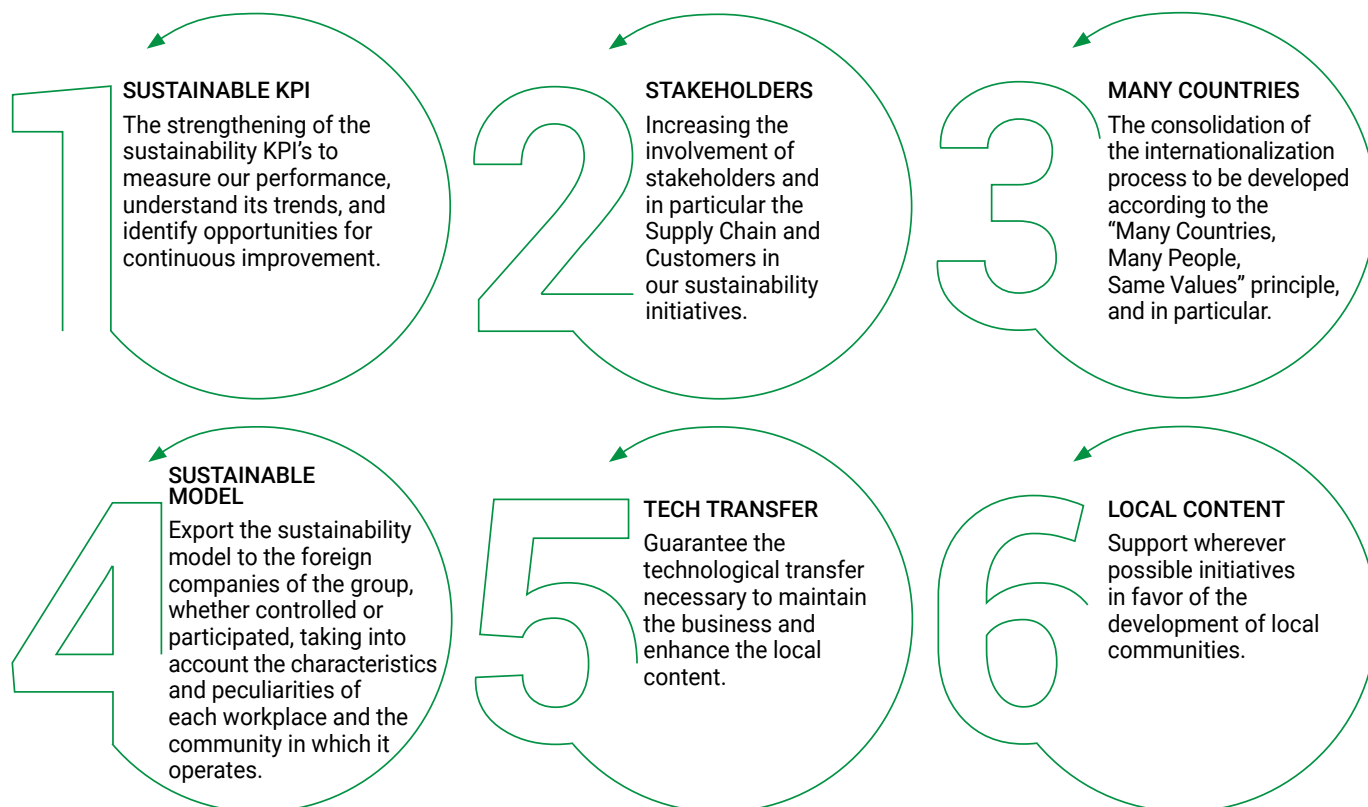 1
SUSTAINABLE KPI
The strengthening of the
sustainability KPI’s to
measure our performance,
understand its trends, and
identify opportunities for
continuous improvement.
2
STAKEHOLDERS
Increasing the
involvement of
stakeholders and
in particular the
Supply Chain and
Customers in
our sustainability
initiatives.
3
MANY COUNTRIES
The consolidation of
the internationalization
process to be developed
according to the
“Many Countries,
Many People,
Same Values” principle,
and in particular.
4
SUSTAINABLE
MODEL
Export the sustainability
model to the foreign
companies of the group,
whether controlled or
participated, taking into
account the characteristics
and peculiarities of
each workplace and the
community in which it
operates.
5
TECH TRANSFER
Guarantee the
technological transfer
necessary to maintain
the business and
enhance the local
content.
6
LOCAL CONTENT
Support wherever
possible initiatives
in favor of the
development of local
communities.